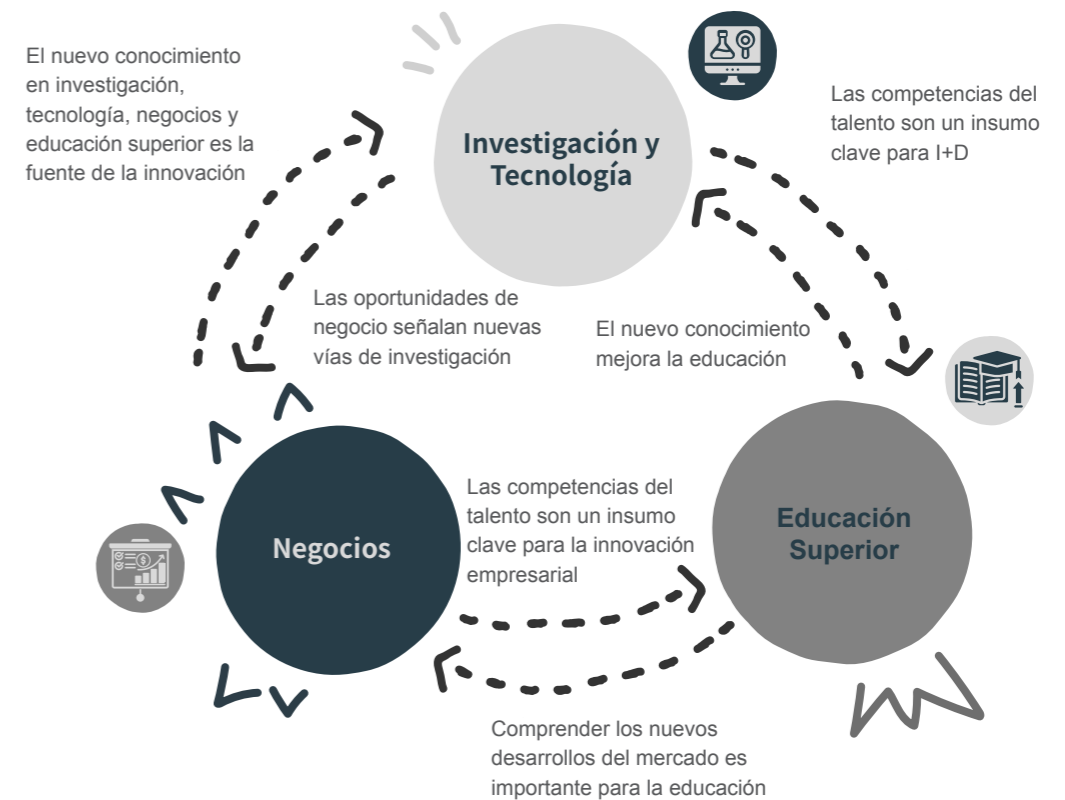 El nuevo conocimiento
en investigación,
tecnología, negocios y
educación superior es la
fuente de la innovación
Investigación y
Tecnología
Las competencias del
talento son un insumo
clave para I+D
Las oportunidades de
negocio señalan nuevas
vías de investigación
El nuevo conocimiento
mejora la educación
Negocios
Las competencias del
talento son un insumo
clave para la innovación
empresarial
Educación
Superior
Comprender los nuevos
desarrollos del mercado es
importante para la educación